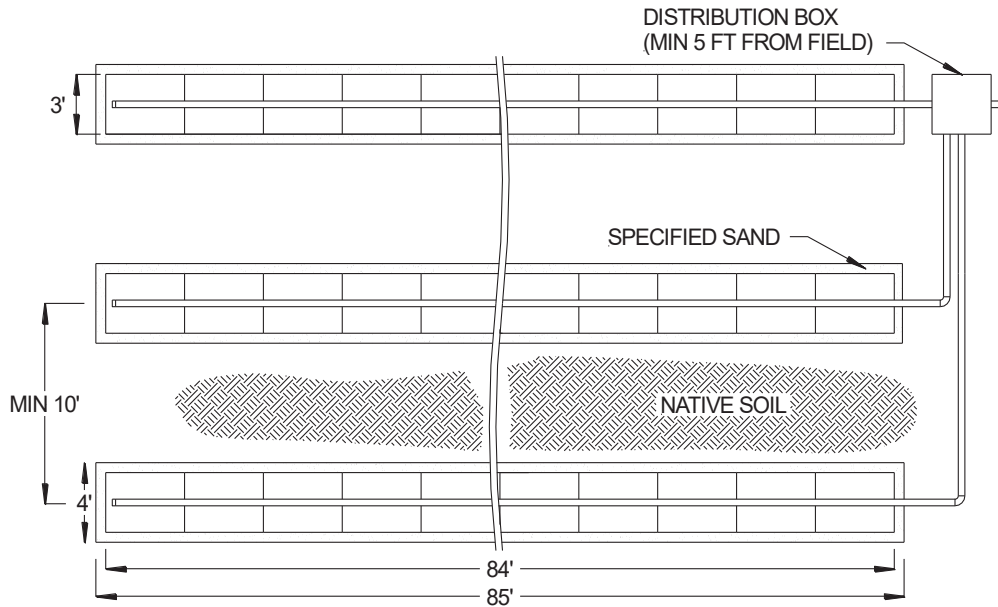 DISTRIBUTION BOX
(MIN 5 FT FROM FIELD)
3'
SPECIFIED SAND
MIN 10'
NATIVE SOIL
4'
84'
85'